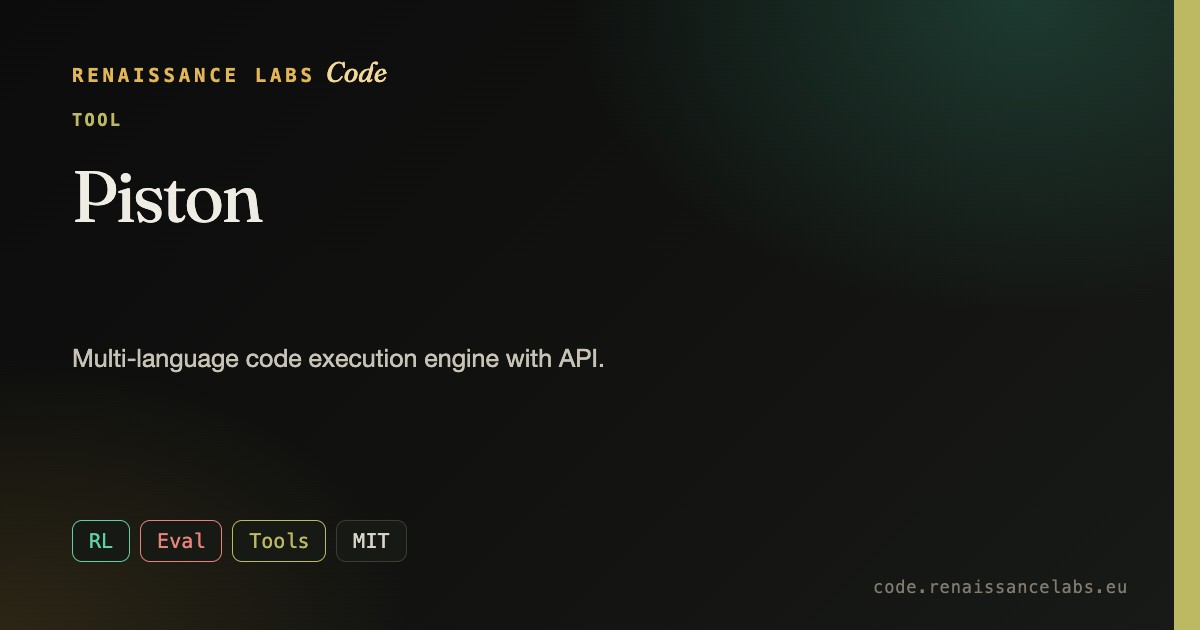 RENAISSANCE LABS Code
TOOL
Piston
Multi-language code execution engine with API.
RL Eval Tools MIT
code.renaissancelabs.eu